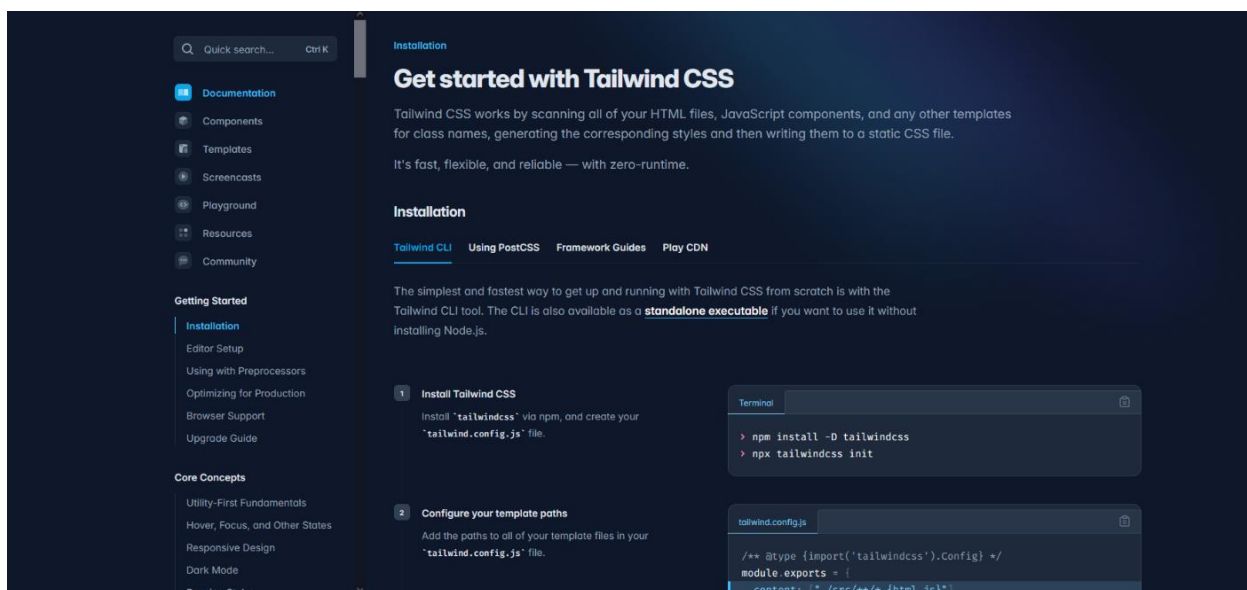 Quick search... Ctrl K
Documentation
Components
Templates
Screencasts
Playground
Resources
Community
Getting Started
Installation
Editor Setup
Using with Preprocessors
Optimizing for Production
Browser Support
Upgrade Guide
Core Concepts
Utility-First Fundamentals
Hover, Focus, and Other States
Responsive Design
Dark Mode
Installation
Get started with Tailwind CSS
Tailwind CSS works by scanning all of your HTML files, JavaScript components, and any other templates
for class names, generating the corresponding styles and then writing them to a static CSS file.
It's fast, flexible, and reliable — with zero-runtime.
Installation
Tailwind CLI Using PostCSS Framework Guides Play CDN
The simplest and fastest way to get up and running with Tailwind CSS from scratch is with the
Tailwind CLI tool. The CLI is also available as a standalone executable if you want to use it without
installing Node.js.
1 Install Tailwind CSS
Install `tailwindcss` via npm, and create your
`tailwind.config.js` file.
Terminal
> npm install -D tailwindcss
> npx tailwindcss init
2 Configure your template paths
Add the paths to all of your template files in your
`tailwind.config.js` file.
tailwind.config.js
/** @type {import('tailwindcss').Config} */
module.exports = {